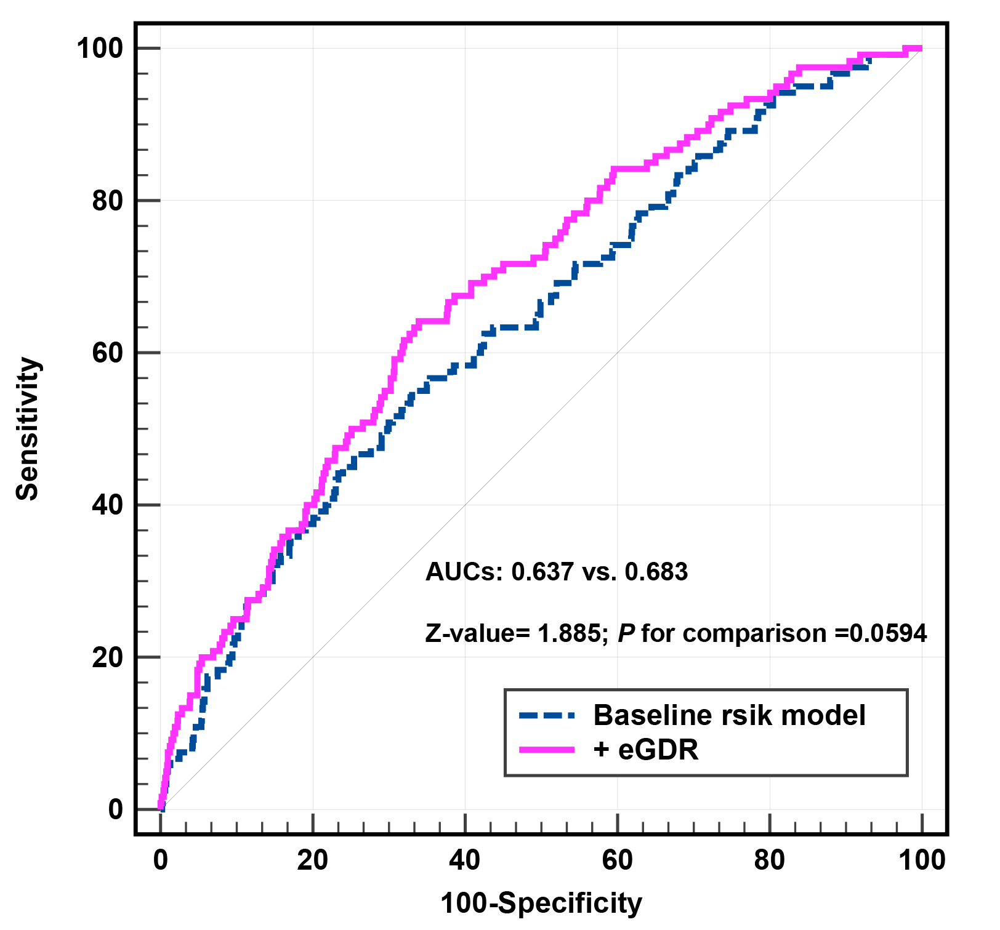 100
80
60
40
20
0
Sensitivity
AUCs: 0.637 vs. 0.683
Z-value= 1.885; P for comparison =0.0594
Baseline rsik model
+ eGDR
0 20 40 60 80 100
100-Specificity